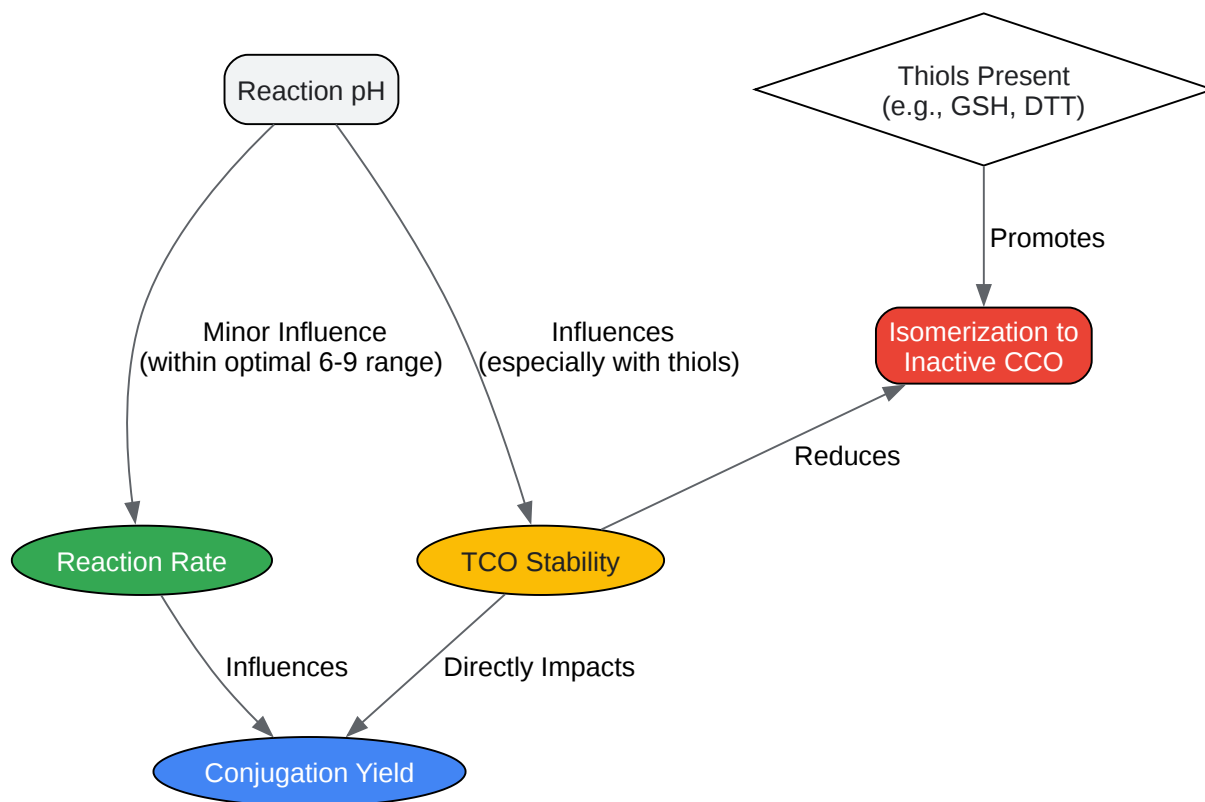 Reaction pH
Thiols Present
(e.g., GSH, DTT)
Promotes
Minor Influence
(within optimal 6-9 range)
Influences
(especially with thiols)
Isomerization to
Inactive CCO
Reduces
Reaction Rate
TCO Stability
Influences
Directly Impacts
Conjugation Yield